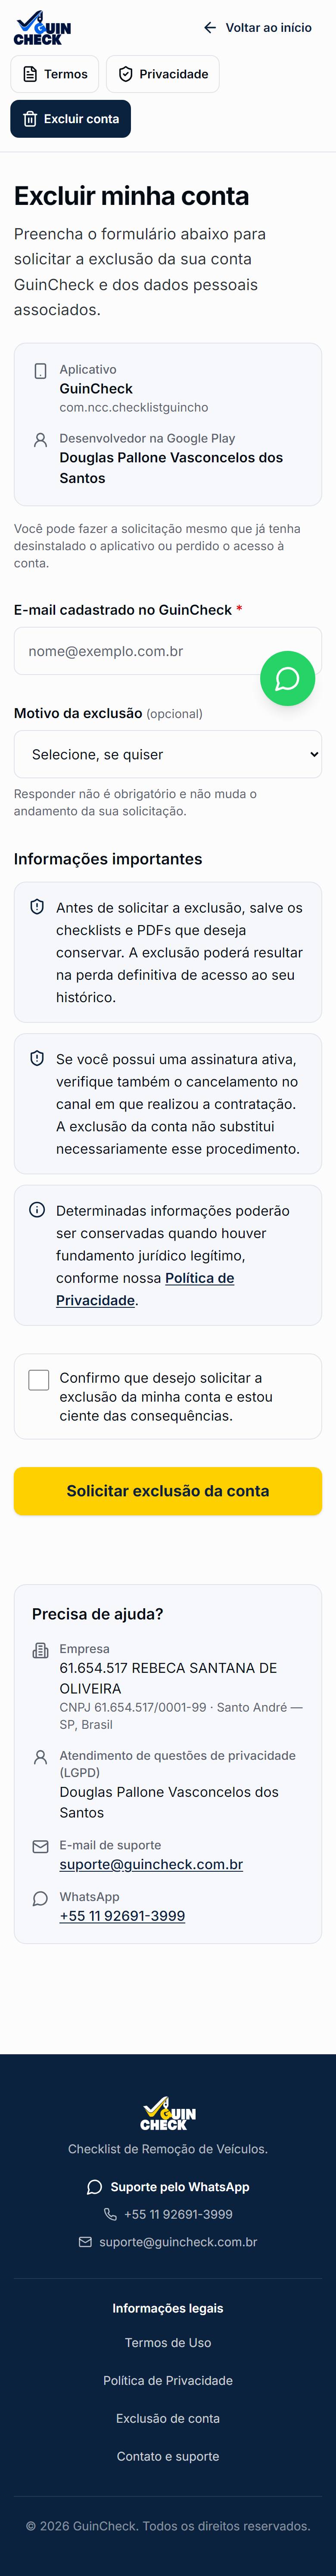 GUIN
CHECK
Voltar ao início
Termos
Privacidade
Excluir conta
Excluir minha conta
Preencha o formulário abaixo para
solicitar a exclusão da sua conta
GuinCheck e dos dados pessoais
associados.
Aplicativo
GuinCheck
com.ncc.checklistguincho
Desenvolvedor na Google Play
Douglas Pallone Vasconcelos dos
Santos
Você pode fazer a solicitação mesmo que já tenha
desinstalado o aplicativo ou perdido o acesso à
conta.
E-mail cadastrado no GuinCheck *
nome@exemplo.com.br
Motivo da exclusão (opcional)
Selecione, se quiser
Responder não é obrigatório e não muda o
andamento da sua solicitação.
Informações importantes
Antes de solicitar a exclusão, salve os
checklists e PDFs que deseja
conservar. A exclusão poderá resultar
na perda definitiva de acesso ao seu
histórico.
Se você possui uma assinatura ativa,
verifique também o cancelamento no
canal em que realizou a contratação.
A exclusão da conta não substitui
necessariamente esse procedimento.
Determinadas informações poderão
ser conservadas quando houver
fundamento jurídico legítimo,
conforme nossa Política de
Privacidade.
Confirmo que desejo solicitar a
exclusão da minha conta e estou
ciente das consequências.
Solicitar exclusão da conta
Precisa de ajuda?
Empresa
61.654.517 REBECA SANTANA DE
OLIVEIRA
CNPJ 61.654.517/0001-99 · Santo André —
SP, Brasil
Atendimento de questões de privacidade
(LGPD)
Douglas Pallone Vasconcelos dos
Santos
E-mail de suporte
suporte@guincheck.com.br
WhatsApp
+55 11 92691-3999
GUIN
CHECK
Checklist de Remoção de Veículos.
Suporte pelo WhatsApp
+55 11 92691-3999
suporte@guincheck.com.br
Informações legais
Termos de Uso
Política de Privacidade
Exclusão de conta
Contato e suporte
© 2026 GuinCheck. Todos os direitos reservados.